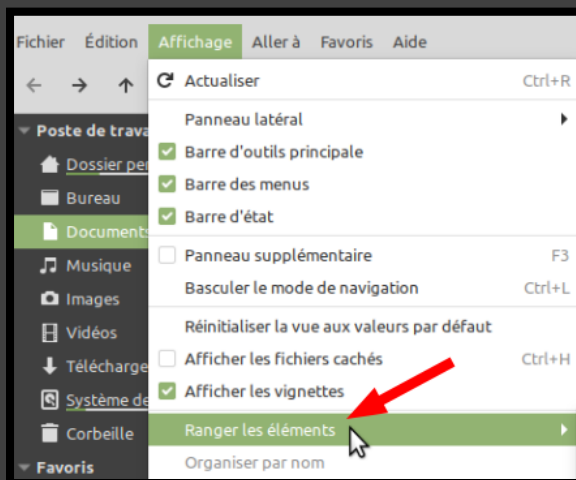 Fichier Édition Affichage Aller à Favoris Aide
Actualiser Ctrl+R
Panneau latéral
Poste de trava
Barre d'outils principale
Dossier per
Barre des menus
Bureau
Barre d'état
Documents
Panneau supplémentaire F3
Musique
Basculer le mode de navigation Ctrl+L
Images
Réinitialiser la vue aux valeurs par défaut
Vidéos
Afficher les fichiers cachés Ctrl+H
Télécharge
Afficher les vignettes
Système de
Ranger les éléments
Corbeille
Organiser par nom
Favoris